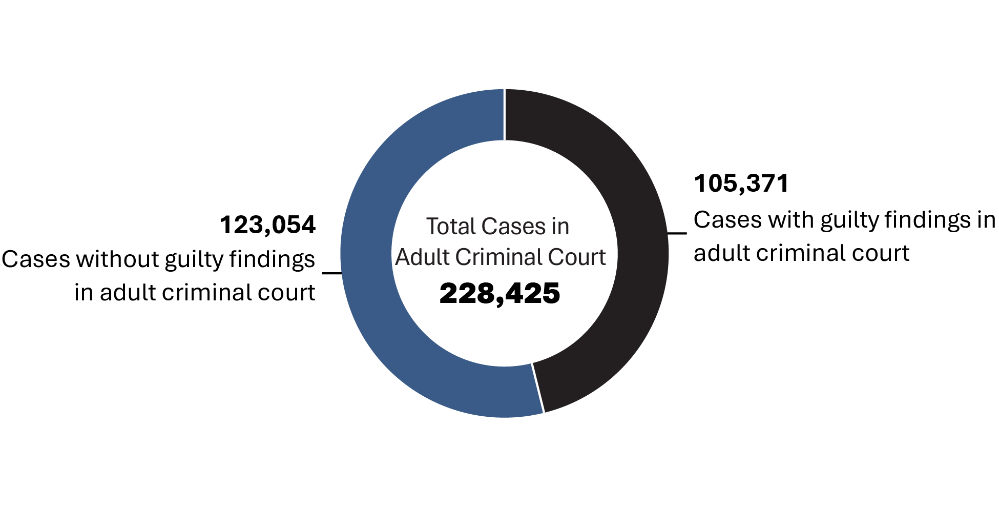 123,054
Cases without guilty findings
in adult criminal court
Total Cases in
Adult Criminal Court
228,425
105,371
Cases with guilty findings in
adult criminal court